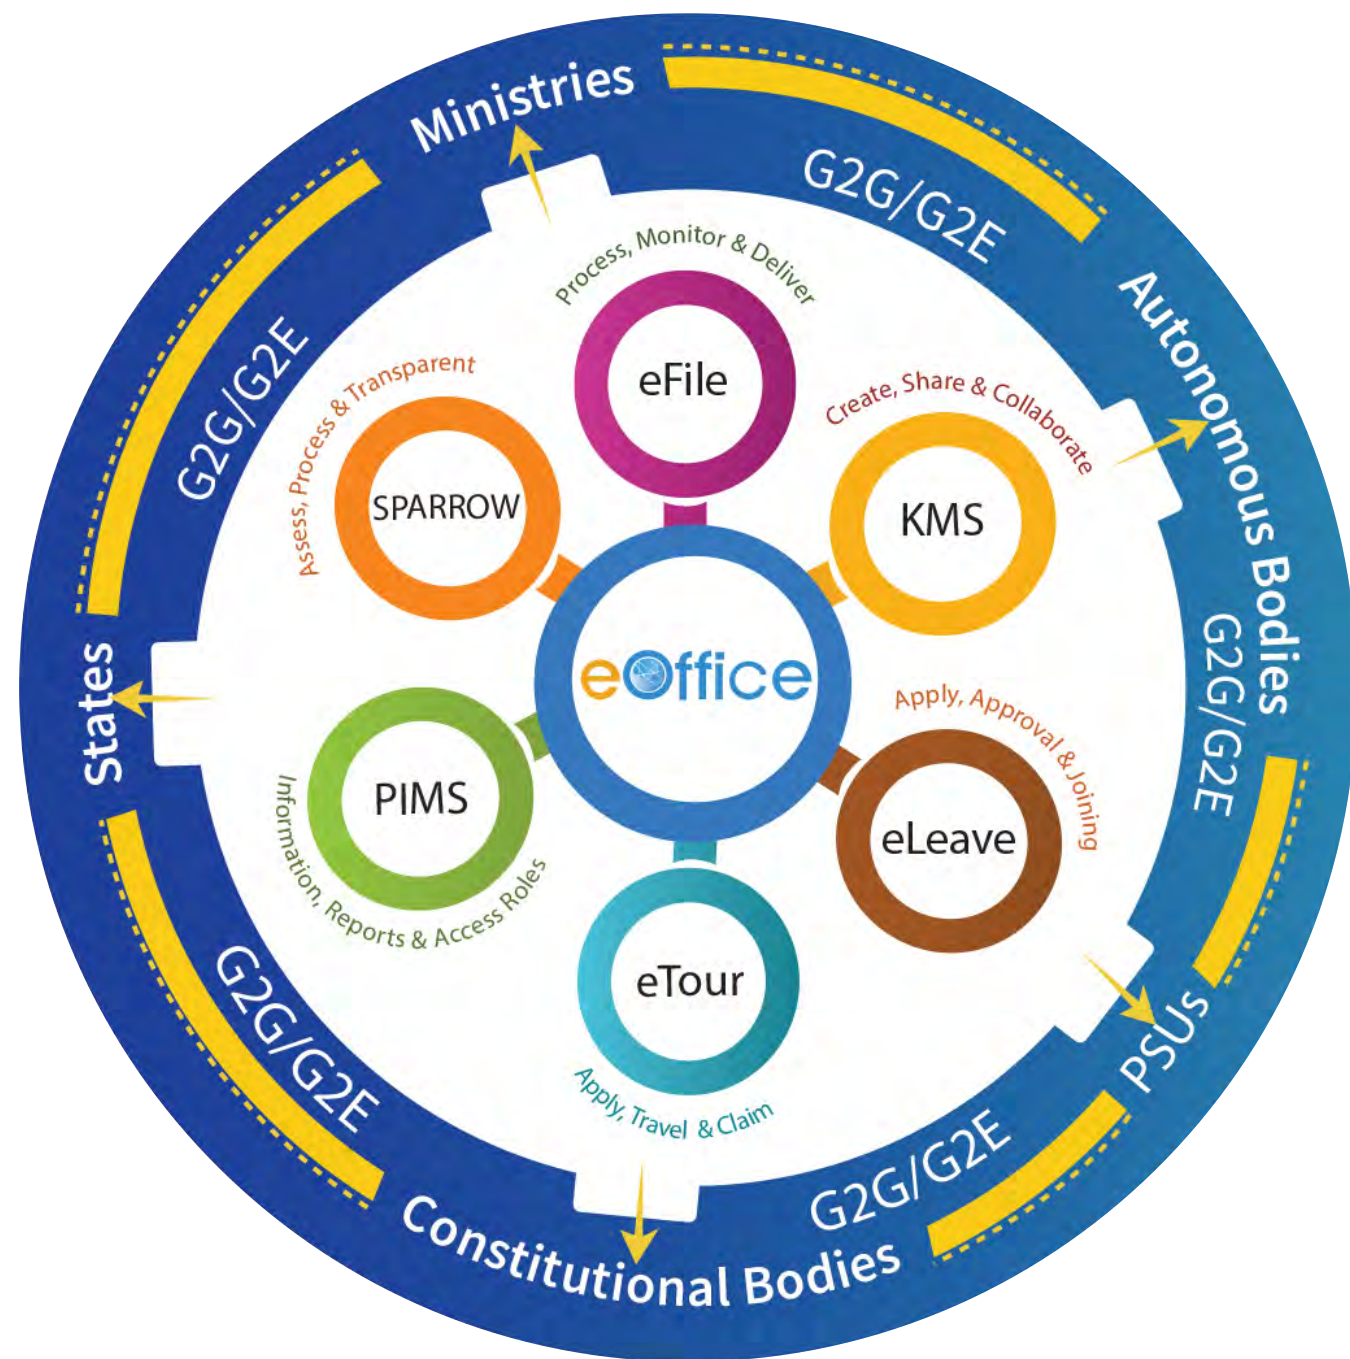 Ministries
G2G/G2E
Autonomous Bodies
G2G/G2E
PSUs
G2G/G2E
Constitutional Bodies
G2G/G2E
States
G2G/G2E
Process, Monitor & Deliver
eFile
Create, Share & Collaborate
KMS
Apply, Approval & Joining
eLeave
Apply, Travel & Claim
eTour
Information, Reports & Access Roles
PIMS
Assess, Process & Transparent
SPARROW
eOffice